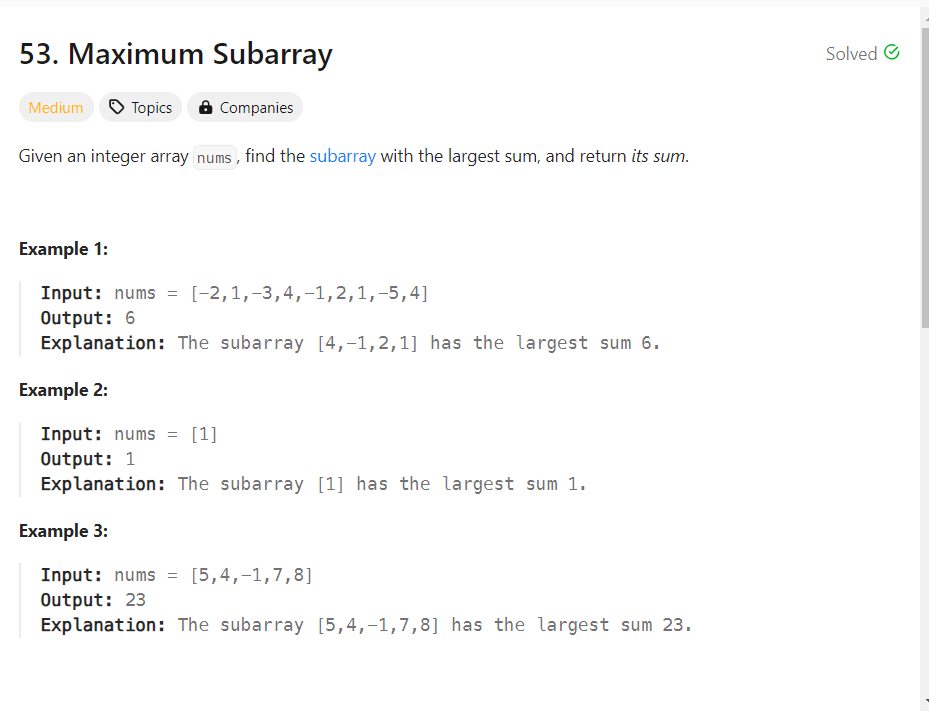 53. Maximum Subarray
Solved
Medium Topics Companies
Given an integer array nums, find the subarray with the largest sum, and return its sum.
Example 1:
Input: nums = [-2,1,-3,4,-1,2,1,-5,4]
Output: 6
Explanation: The subarray [4,-1,2,1] has the largest sum 6.
Example 2:
Input: nums = [1]
Output: 1
Explanation: The subarray [1] has the largest sum 1.
Example 3:
Input: nums = [5,4,-1,7,8]
Output: 23
Explanation: The subarray [5,4,-1,7,8] has the largest sum 23.